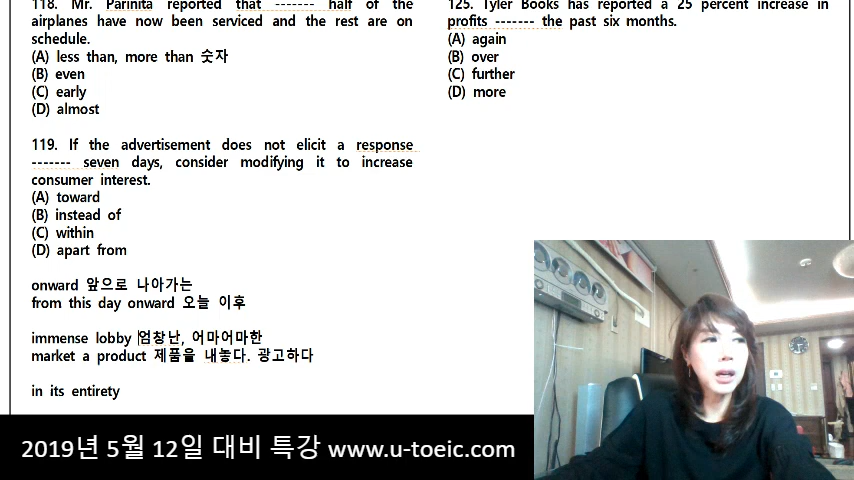 118. Mr. Parinita reported that ------- half of the
airplanes have now been serviced and the rest are on
schedule.
(A) less than, more than 숫자
(B) even
(C) early
(D) almost
119. If the advertisement does not elicit a response
------- seven days, consider modifying it to increase
consumer interest.
(A) toward
(B) instead of
(C) within
(D) apart from
onward 앞으로 나아가는
from this day onward 오늘 이후
immense lobby 엄창난, 어마어마한
market a product 제품을 내놓다. 광고하다
in its entirety
125. Tyler Books has reported a 25 percent increase in
profits ------- the past six months.
(A) again
(B) over
(C) further
(D) more
2019년 5월 12일 대비 특강 www.u-toeic.com